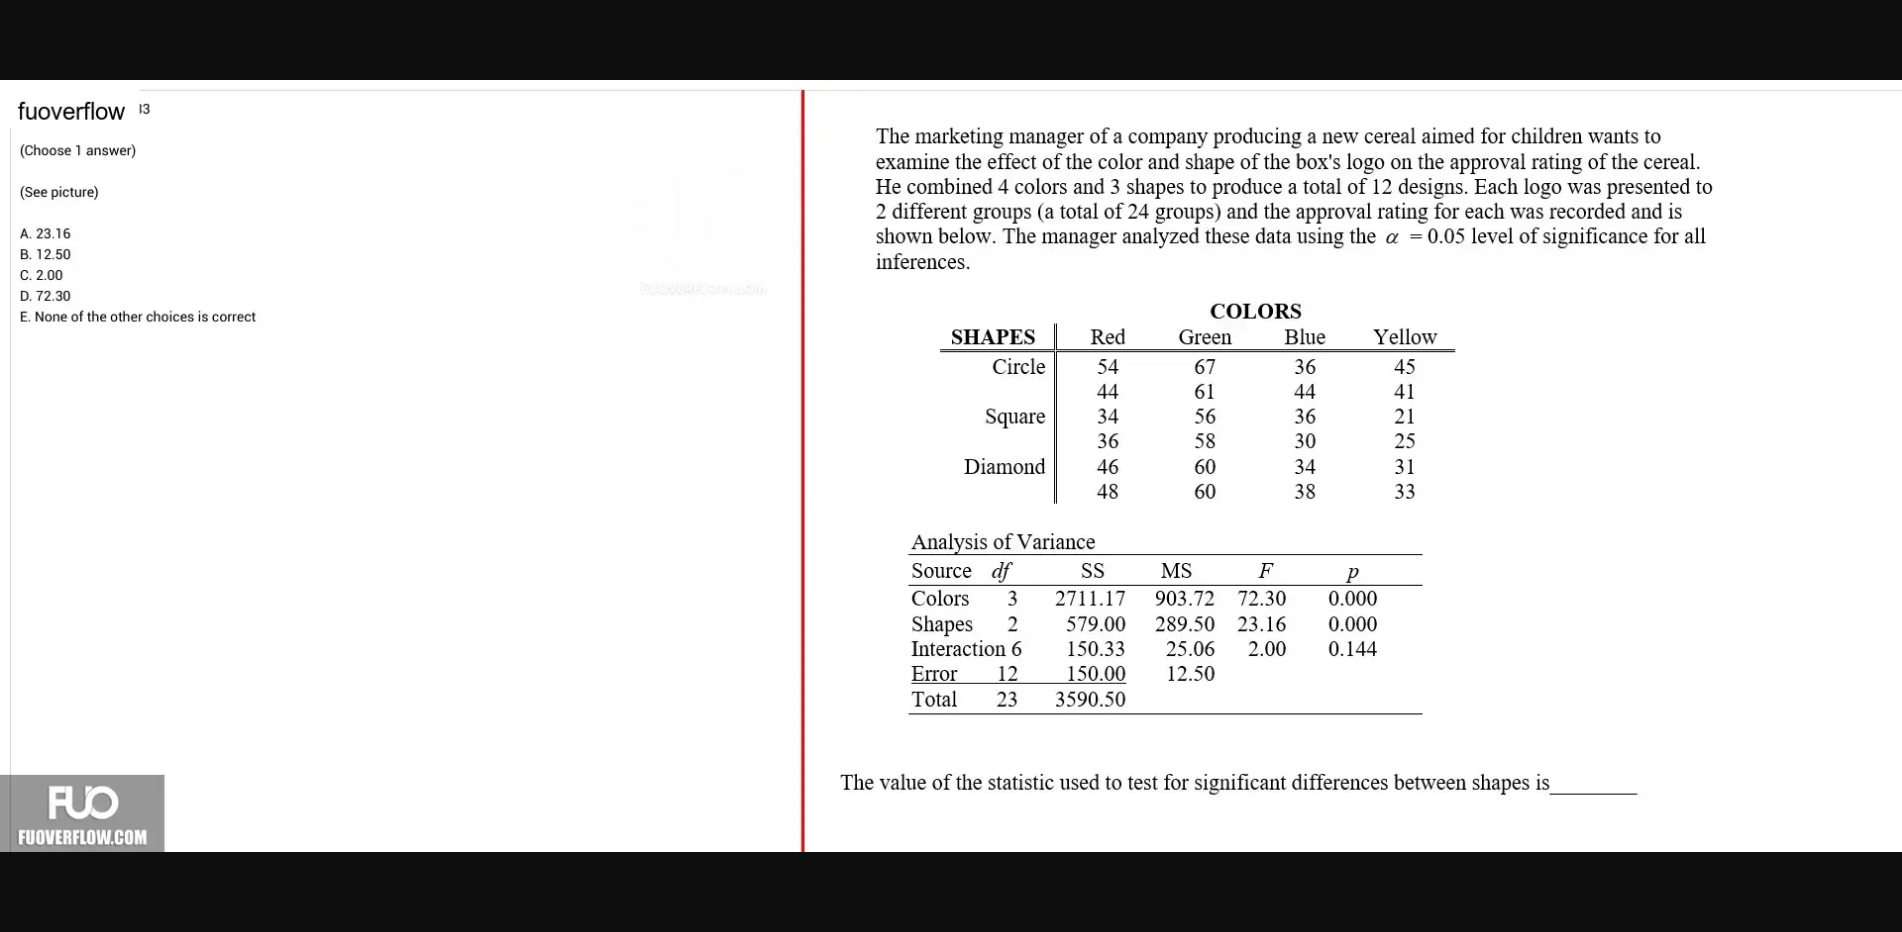 fuoverflow 33
(Choose 1 answer)
(See picture)
A. 23.16
B. 12.50
C. 2.00
D. 72.30
E. None of the other choices is correct
FUOVERFLOW.COM
FUO
FUOVERFLOW.COM
The marketing manager of a company producing a new cereal aimed for children wants to
examine the effect of the color and shape of the box's logo on the approval rating of the cereal.
He combined 4 colors and 3 shapes to produce a total of 12 designs. Each logo was presented to
2 different groups (a total of 24 groups) and the approval rating for each was recorded and is
shown below. The manager analyzed these data using the α = 0.05 level of significance for all
inferences.
COLORS
SHAPES Red Green Blue Yellow
Circle 54 67 36 45
44 61 44 41
Square 34 56 36 21
36 58 30 25
Diamond 46 60 34 31
48 60 38 33
Analysis of Variance
Source df SS MS F p
Colors 3 2711.17 903.72 72.30 0.000
Shapes 2 579.00 289.50 23.16 0.000
Interaction 6 150.33 25.06 2.00 0.144
Error 12 150.00 12.50
Total 23 3590.50
The value of the statistic used to test for significant differences between shapes is________